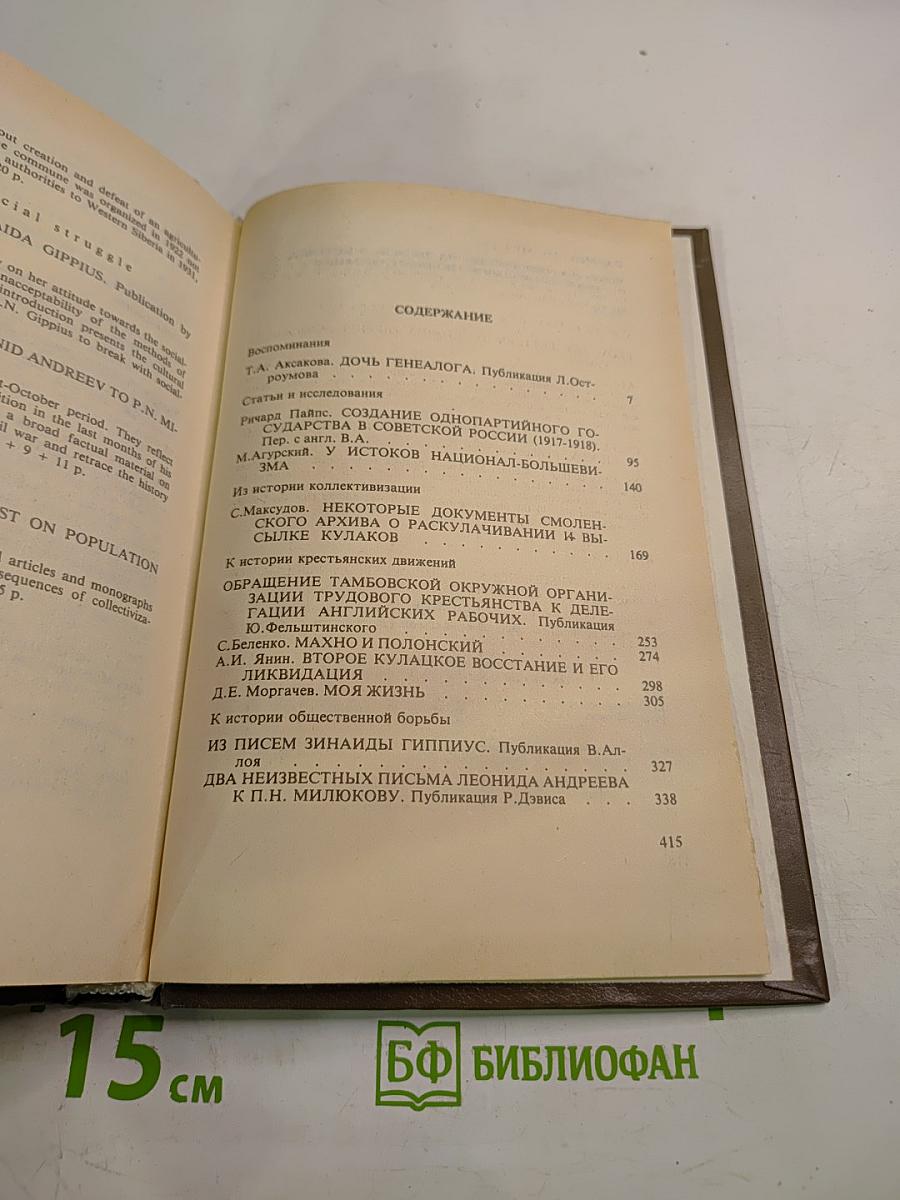 out creation and defeat of an agricultu-
e commune was organized in 1922 but
authorities to Western Siberia in 1931.
20 p.
cial struggle
AIDA GIPPIUS. Publication by
y on her attitude towards the social-
nacceptability of the methods of
introduction presents the cultural
.N. Gippius to break with social-
NID ANDREEV TO P.N. MI-
t-October period. They reflect
ition in the last months of his
a broad factual material on
il war and retrace the history
+ 9 + 11 p.
ST ON POPULATION
l articles and monographs
sequences of collectiviza-
5 p.
СОДЕРЖАНИЕ
Воспоминания
Т.А. Аксакова. ДОЧЬ ГЕНЕАЛОГА. Публикация Л.Ост-
роумова . . . . . . . . . . . . . . 7
Статьи и исследования
Ричард Пайпс. СОЗДАНИЕ ОДНОПАРТИЙНОГО ГО-
СУДАРСТВА В СОВЕТСКОЙ РОССИИ (1917-1918).
Пер. с англ. В.А. . . . . . . . . . . . 95
М.Агурский. У ИСТОКОВ НАЦИОНАЛ-БОЛЬШЕВИ-
ЗМА . . . . . . . . . . . . . . . 140
Из истории коллективизации
С.Максудов. НЕКОТОРЫЕ ДОКУМЕНТЫ СМОЛЕН-
СКОГО АРХИВА О РАСКУЛАЧИВАНИИ И ВЫ-
СЫЛКЕ КУЛАКОВ . . . . . . . . . . . 169
К истории крестьянских движений
ОБРАЩЕНИЕ ТАМБОВСКОЙ ОКРУЖНОЙ ОРГАНИ-
ЗАЦИИ ТРУДОВОГО КРЕСТЬЯНСТВА К ДЕЛЕ-
ГАЦИИ АНГЛИЙСКИХ РАБОЧИХ. Публикация
Ю.Фельштинского . . . . . . . . . . . 253
С.Беленко. МАХНО И ПОЛОНСКИЙ . . . . . . . 274
А.И. Янин. ВТОРОЕ КУЛАЦКОЕ ВОССТАНИЕ И ЕГО
ЛИКВИДАЦИЯ . . . . . . . . . . . . 298
Д.Е. Моргачев. МОЯ ЖИЗНЬ . . . . . . . . . 305
К истории общественной борьбы
ИЗ ПИСЕМ ЗИНАИДЫ ГИППИУС. Публикация В.Ал-
лоя . . . . . . . . . . . . . . . 327
ДВА НЕИЗВЕСТНЫХ ПИСЬМА ЛЕОНИДА АНДРЕЕВА
К П.Н. МИЛЮКОВУ. Публикация Р.Дэвиса . . . 338
415
15 см
БФ БИБЛИОФАН